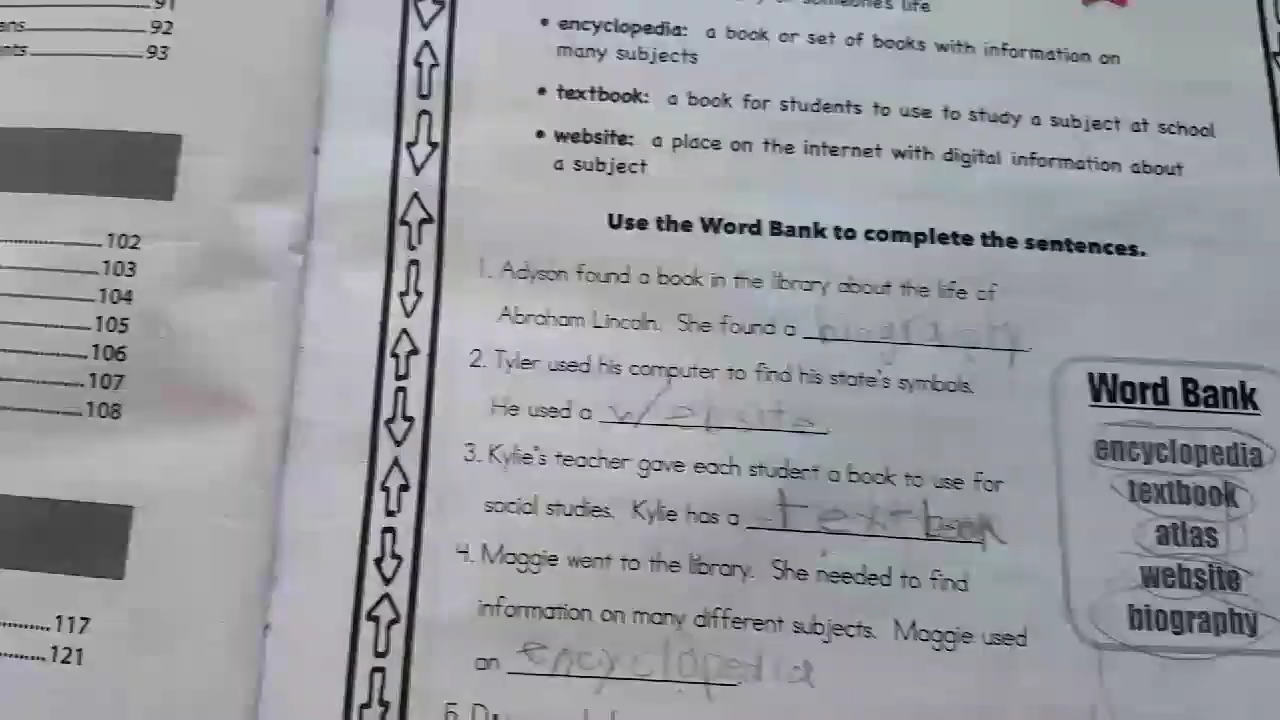 91
ans 92
nts 93
102
103
104
105
106
107
108
117
121
someone's life
• encyclopedia: a book or set of books with information on
many subjects
• textbook: a book for students to use to study a subject at school
• website: a place on the internet with digital information about
a subject
Use the Word Bank to complete the sentences.
1. Adyson found a book in the library about the life of
Abraham Lincoln. She found a biography.
2. Tyler used his computer to find his state's symbols.
He used a website.
3. Kylie's teacher gave each student a book to use for
social studies. Kylie has a textbook
4. Maggie went to the library. She needed to find
information on many different subjects. Maggie used
an encyclopedia.
5.
Word Bank
encyclopedia
textbook
atlas
website
biography